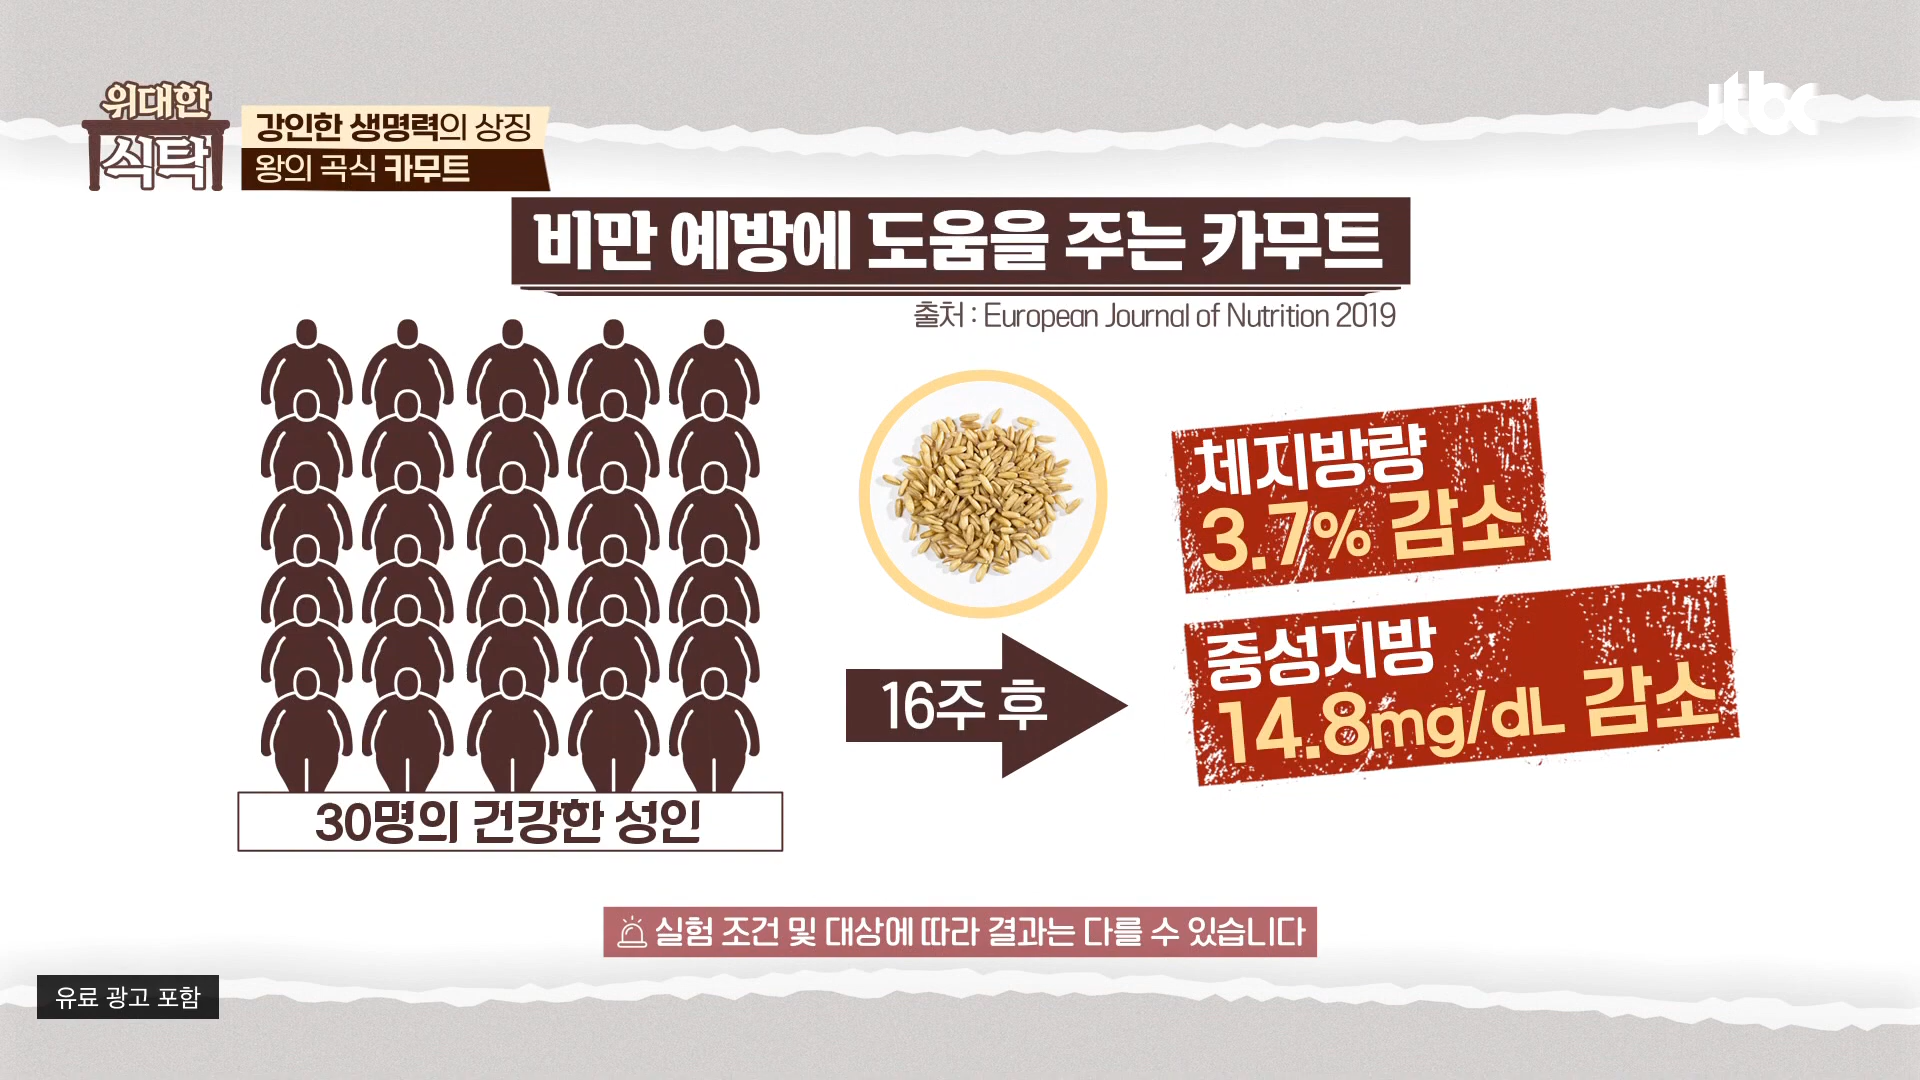 위대한
식탁
강인한 생명력의 상징
왕의 곡식 카무트
jtbc
비만 예방에 도움을 주는 카무트
출처 : European Journal of Nutrition 2019
체지방량
3.7% 감소
16주 후
중성지방
14.8mg/dL 감소
30명의 건강한 성인
실험 조건 및 대상에 따라 결과는 다를 수 있습니다
유료 광고 포함